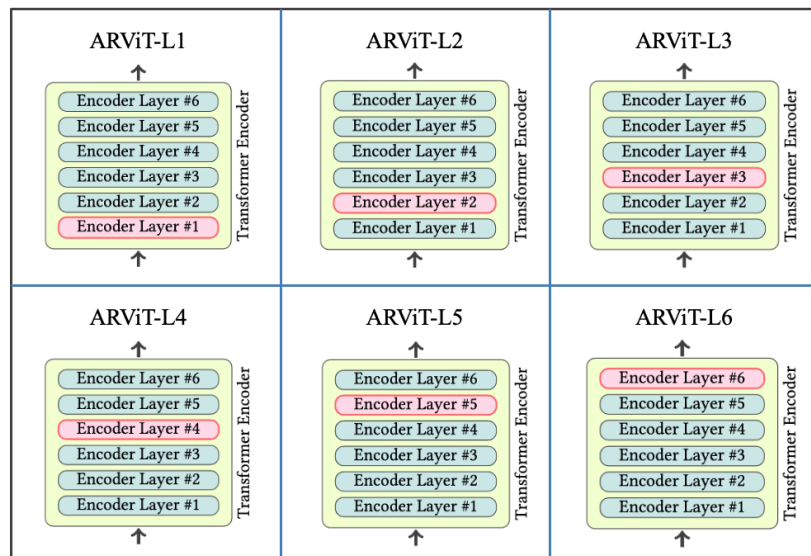 ARViT-L1
Encoder Layer #6
Encoder Layer #5
Encoder Layer #4
Encoder Layer #3
Encoder Layer #2
Encoder Layer #1
Transformer Encoder
ARViT-L2
Encoder Layer #6
Encoder Layer #5
Encoder Layer #4
Encoder Layer #3
Encoder Layer #2
Encoder Layer #1
Transformer Encoder
ARViT-L3
Encoder Layer #6
Encoder Layer #5
Encoder Layer #4
Encoder Layer #3
Encoder Layer #2
Encoder Layer #1
Transformer Encoder
ARViT-L4
Encoder Layer #6
Encoder Layer #5
Encoder Layer #4
Encoder Layer #3
Encoder Layer #2
Encoder Layer #1
Transformer Encoder
ARViT-L5
Encoder Layer #6
Encoder Layer #5
Encoder Layer #4
Encoder Layer #3
Encoder Layer #2
Encoder Layer #1
Transformer Encoder
ARViT-L6
Encoder Layer #6
Encoder Layer #5
Encoder Layer #4
Encoder Layer #3
Encoder Layer #2
Encoder Layer #1
Transformer Encoder